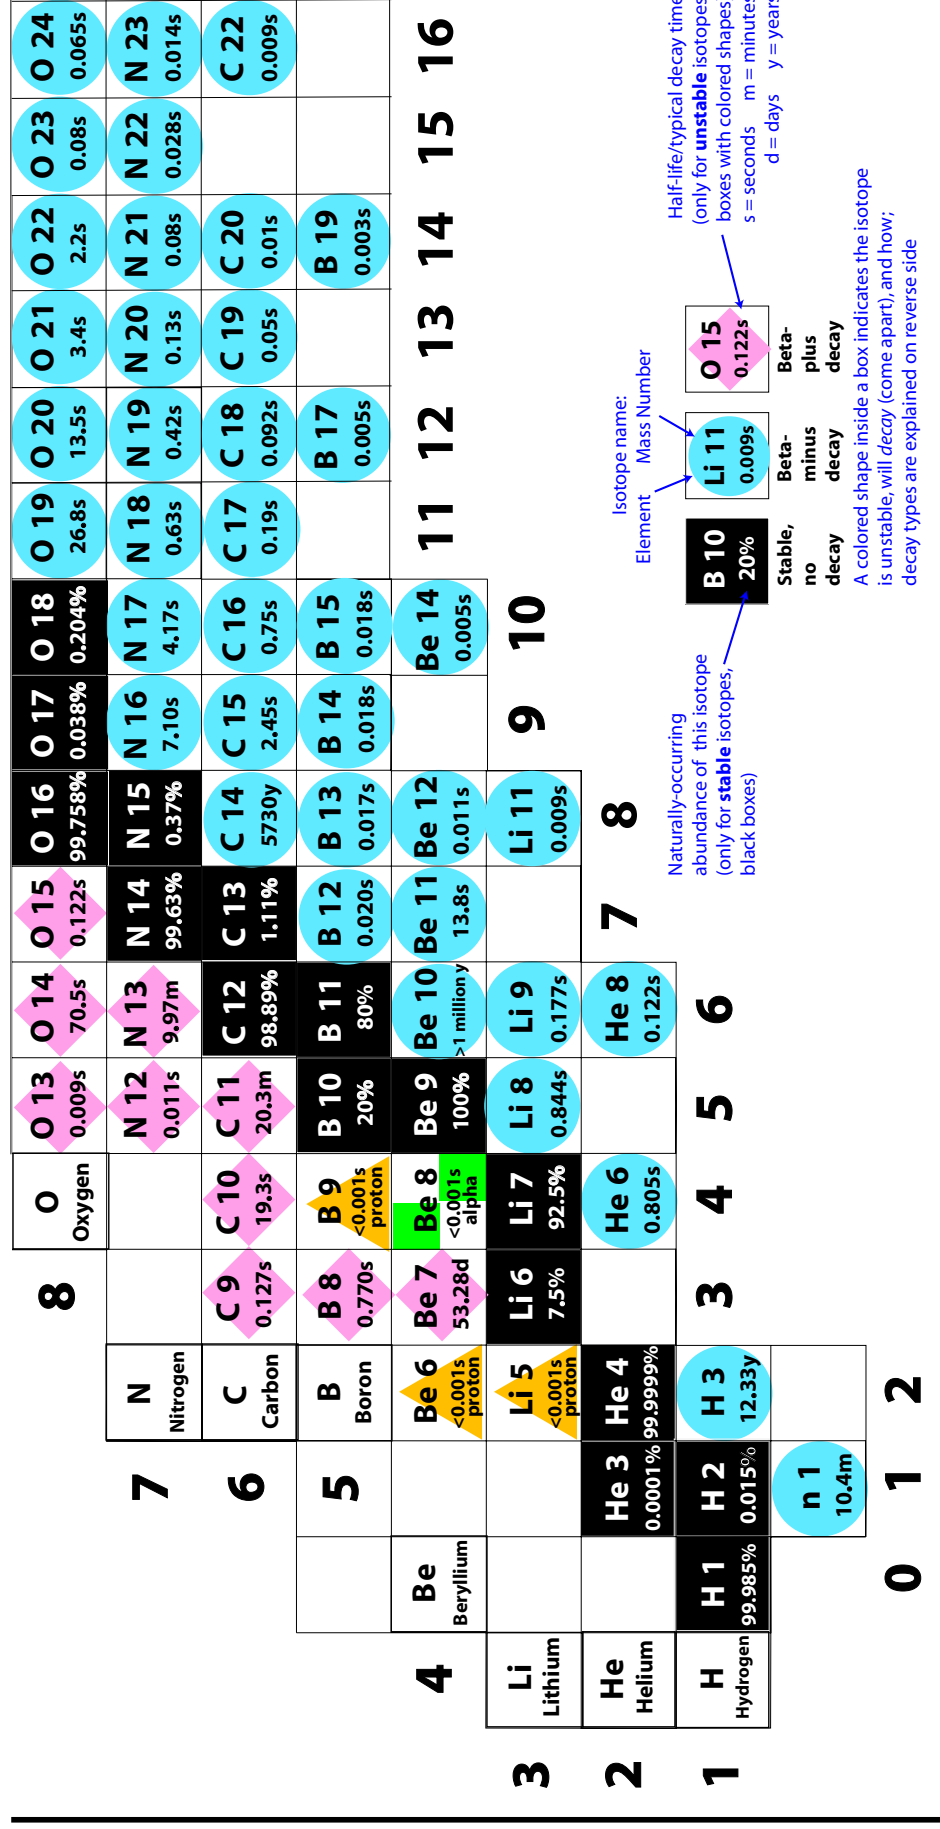 8
O
Oxygen
O 13
0.009s
O 14
70.5s
O 15
0.122s
O 16
99.758%
O 17
0.038%
O 18
0.204%
O 19
26.8s
O 20
13.5s
O 21
3.4s
O 22
2.2s
O 23
0.08s
O 24
0.065s
7
N
Nitrogen
N 12
0.011s
N 13
9.97m
N 14
99.63%
N 15
0.37%
N 16
7.10s
N 17
4.17s
N 18
0.63s
N 19
0.42s
N 20
0.13s
N 21
0.08s
N 22
0.028s
N 23
0.014s
6
C
Carbon
C 9
0.127s
C 10
19.3s
C 11
20.3m
C 12
98.89%
C 13
1.11%
C 14
5730y
C 15
2.45s
C 16
0.75s
C 17
0.19s
C 18
0.092s
C 19
0.05s
C 20
0.01s
C 22
0.009s
5
B
Boron
B 8
0.770s
B 9
<0.001s
proton
B 10
20%
B 11
80%
B 12
0.020s
B 13
0.017s
B 14
0.018s
B 15
0.018s
B 17
0.005s
B 19
0.003s
4
Be
Beryllium
Be 6
<0.001s
proton
Be 7
53.28d
Be 8
<0.001s
alpha
Be 9
100%
Be 10
>1 million y
Be 11
13.8s
Be 12
0.011s
Be 14
0.005s
11
12
13
14
15
16
3
Li
Lithium
Li 5
<0.001s
proton
Li 6
7.5%
Li 7
92.5%
Li 8
0.844s
Li 9
0.177s
Li 11
0.009s
9
10
2
He
Helium
He 3
0.0001%
He 4
99.9999%
He 6
0.805s
He 8
0.122s
7
8
1
H
Hydrogen
H 1
99.985%
H 2
0.015%
H 3
12.33y
3
4
5
6
n 1
10.4m
0
1
2
Isotope name:
Element
Mass Number
Naturally-occurring
abundance of this isotope
(only for stable isotopes,
black boxes)
B 10
20%
Stable,
no
decay
Li 11
0.009s
Beta-
minus
decay
O 15
0.122s
Beta-
plus
decay
Half-life/typical decay time
(only for unstable isotopes
boxes with colored shapes
s = seconds m = minutes
d = days y = years
A colored shape inside a box indicates the isotope
is unstable, will decay (come apart), and how;
decay types are explained on reverse side